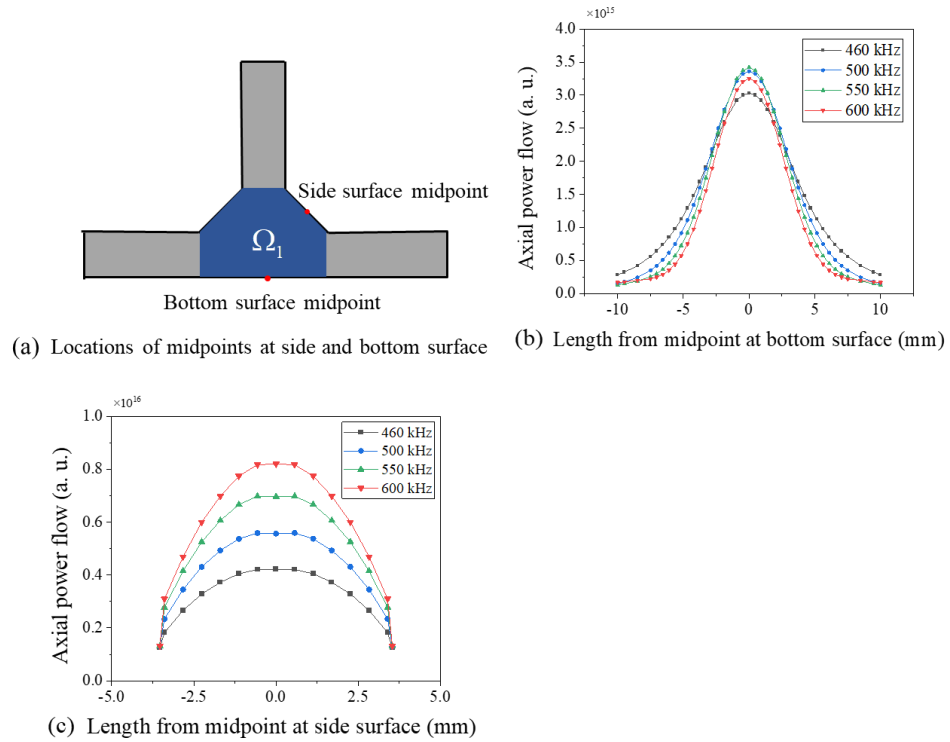 Side surface midpoint
Ω1
Bottom surface midpoint
(a) Locations of midpoints at side and bottom surface
×10^15
4.0
3.5
3.0
2.5
2.0
1.5
1.0
0.5
0.0
Axial power flow (a. u.)
460 kHz
500 kHz
550 kHz
600 kHz
-10 -5 0 5 10
(b) Length from midpoint at bottom surface (mm)
×10^16
1.0
0.8
0.6
0.4
0.2
0.0
Axial power flow (a. u.)
460 kHz
500 kHz
550 kHz
600 kHz
-5.0 -2.5 0.0 2.5 5.0
(c) Length from midpoint at side surface (mm)